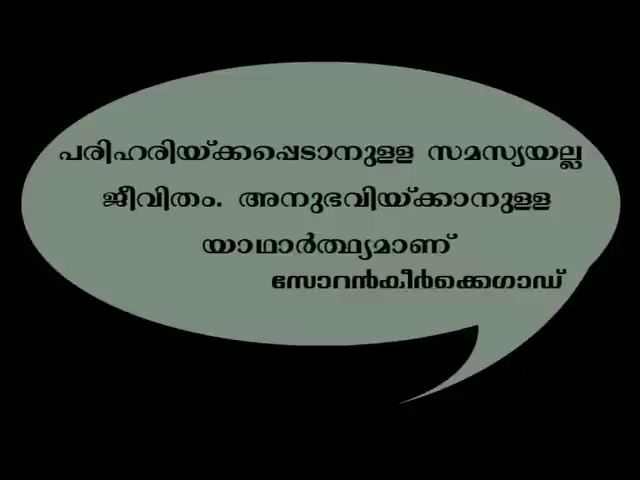 പരിഹരിയ്ക്കപ്പെടാനുള്ള സമസ്യയല്ല
ജീവിതം. അനുഭവിയ്ക്കാനുള്ള
യാഥാർത്ഥ്യമാണ്
സോറൻകീർക്കെഗാഡ്